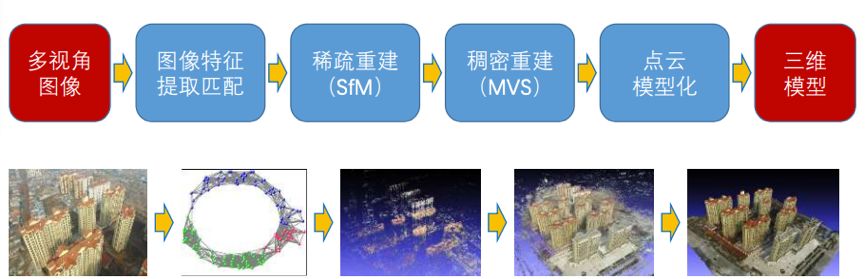 多视角
图像
图像特征
提取匹配
稀疏重建
（SfM）
稠密重建
（MVS）
点云
模型化
三维
模型